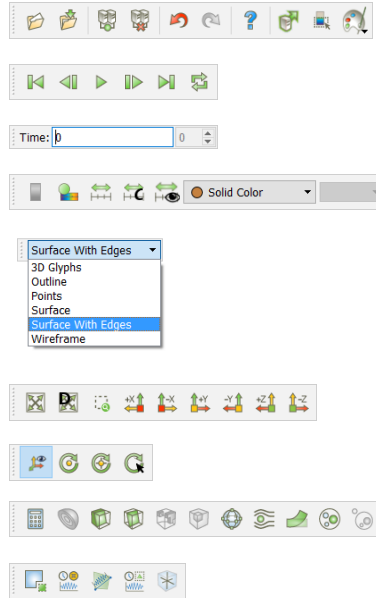 Time: 0 0
Solid Color
Surface With Edges
3D Glyphs
Outline
Points
Surface
Surface With Edges
Wireframe
D +X -X +Y -Y +Z -Z